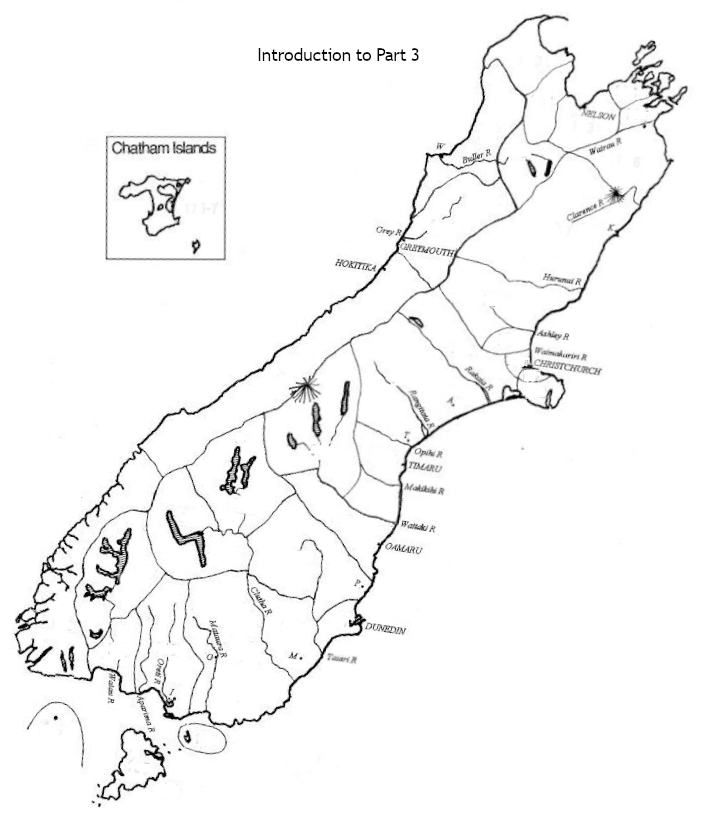 Introduction to Part 3
Chatham Islands
NELSON
Wairau R
W
Buller R
Clarence R
K
Grey R
GREYMOUTH
HOKITIKA
Hurunui R
Ashley R
Waimakariri R
CHRISTCHURCH
Rakaia R
A
Rangitata R
T
Opihi R
TIMARU
Makikihi R
Waitaki R
OAMARU
P
Clutha R
DUNEDIN
Mataura R
G
M
Taieri R
Oreti R
I
Waiau R
Aparima R